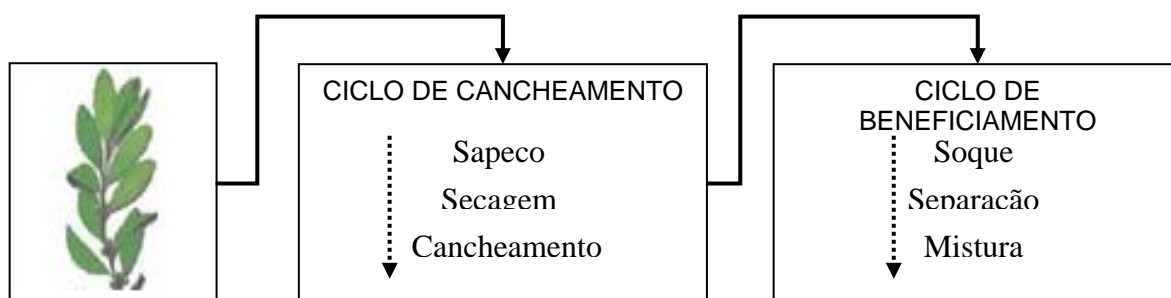 CICLO DE CANCHEAMENTO
Sapeco
Secagem
Cancheamento
CICLO DE
BENEFICIAMENTO
Soque
Separação
Mistura